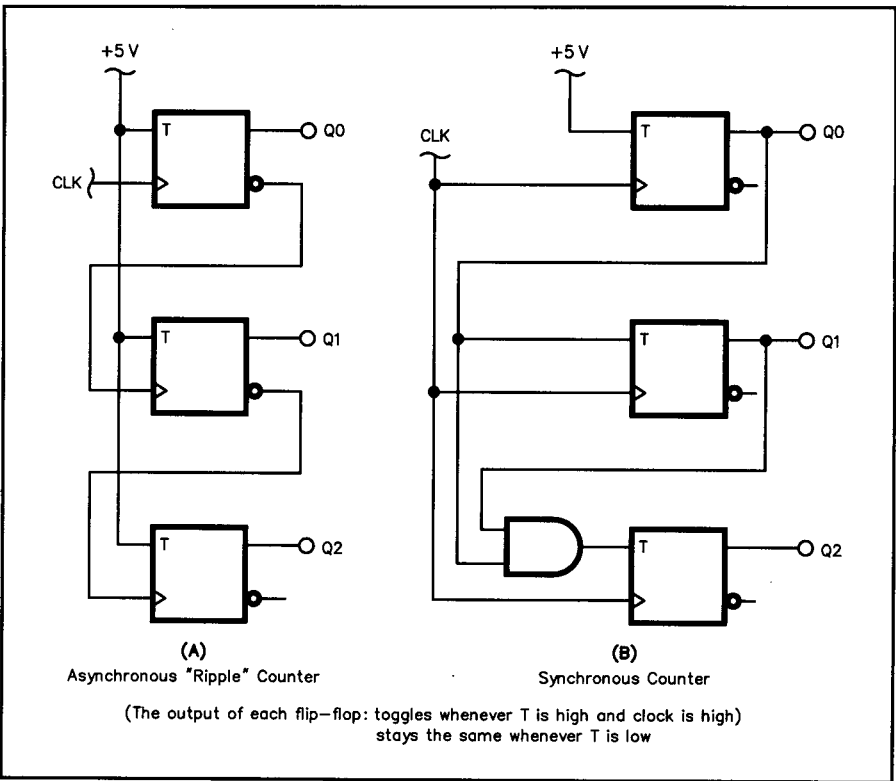 +5 V
T
Q0
CLK
T
Q1
T
Q2
(A)
Asynchronous "Ripple" Counter
+5 V
CLK
T
Q0
T
Q1
T
Q2
(B)
Synchronous Counter
(The output of each flip-flop: toggles whenever T is high and clock is high)
stays the same whenever T is low